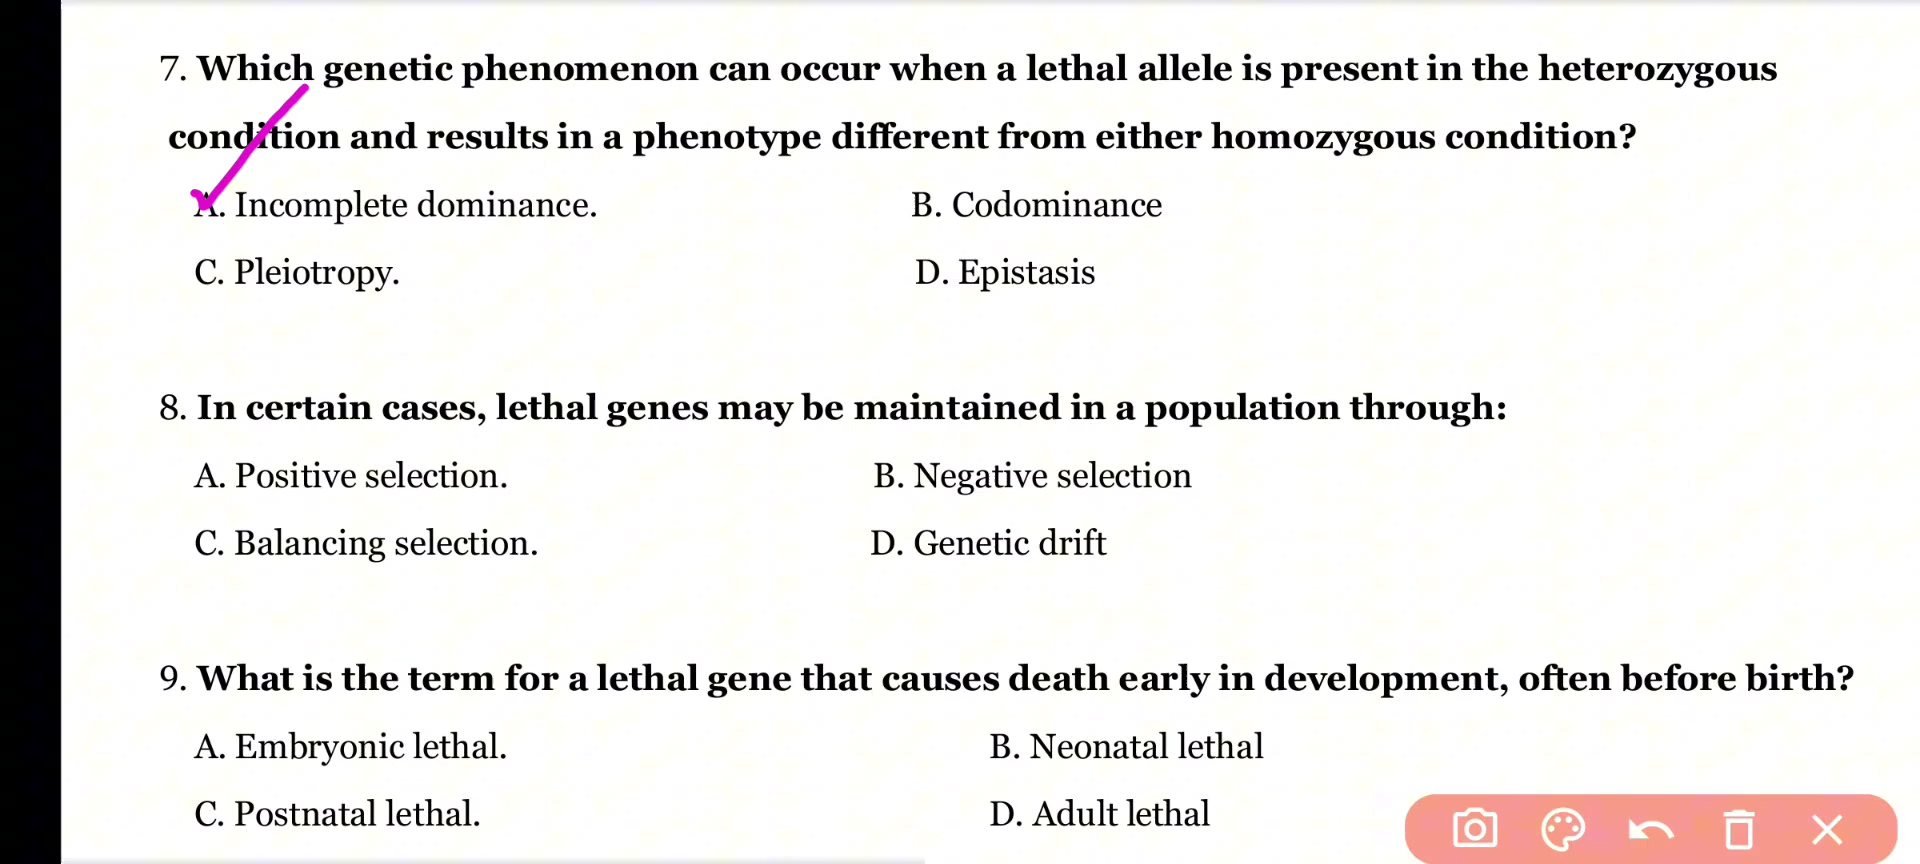 7. Which genetic phenomenon can occur when a lethal allele is present in the heterozygous
condition and results in a phenotype different from either homozygous condition?
A. Incomplete dominance.
B. Codominance
C. Pleiotropy.
D. Epistasis
8. In certain cases, lethal genes may be maintained in a population through:
A. Positive selection.
B. Negative selection
C. Balancing selection.
D. Genetic drift
9. What is the term for a lethal gene that causes death early in development, often before birth?
A. Embryonic lethal.
B. Neonatal lethal
C. Postnatal lethal.
D. Adult lethal